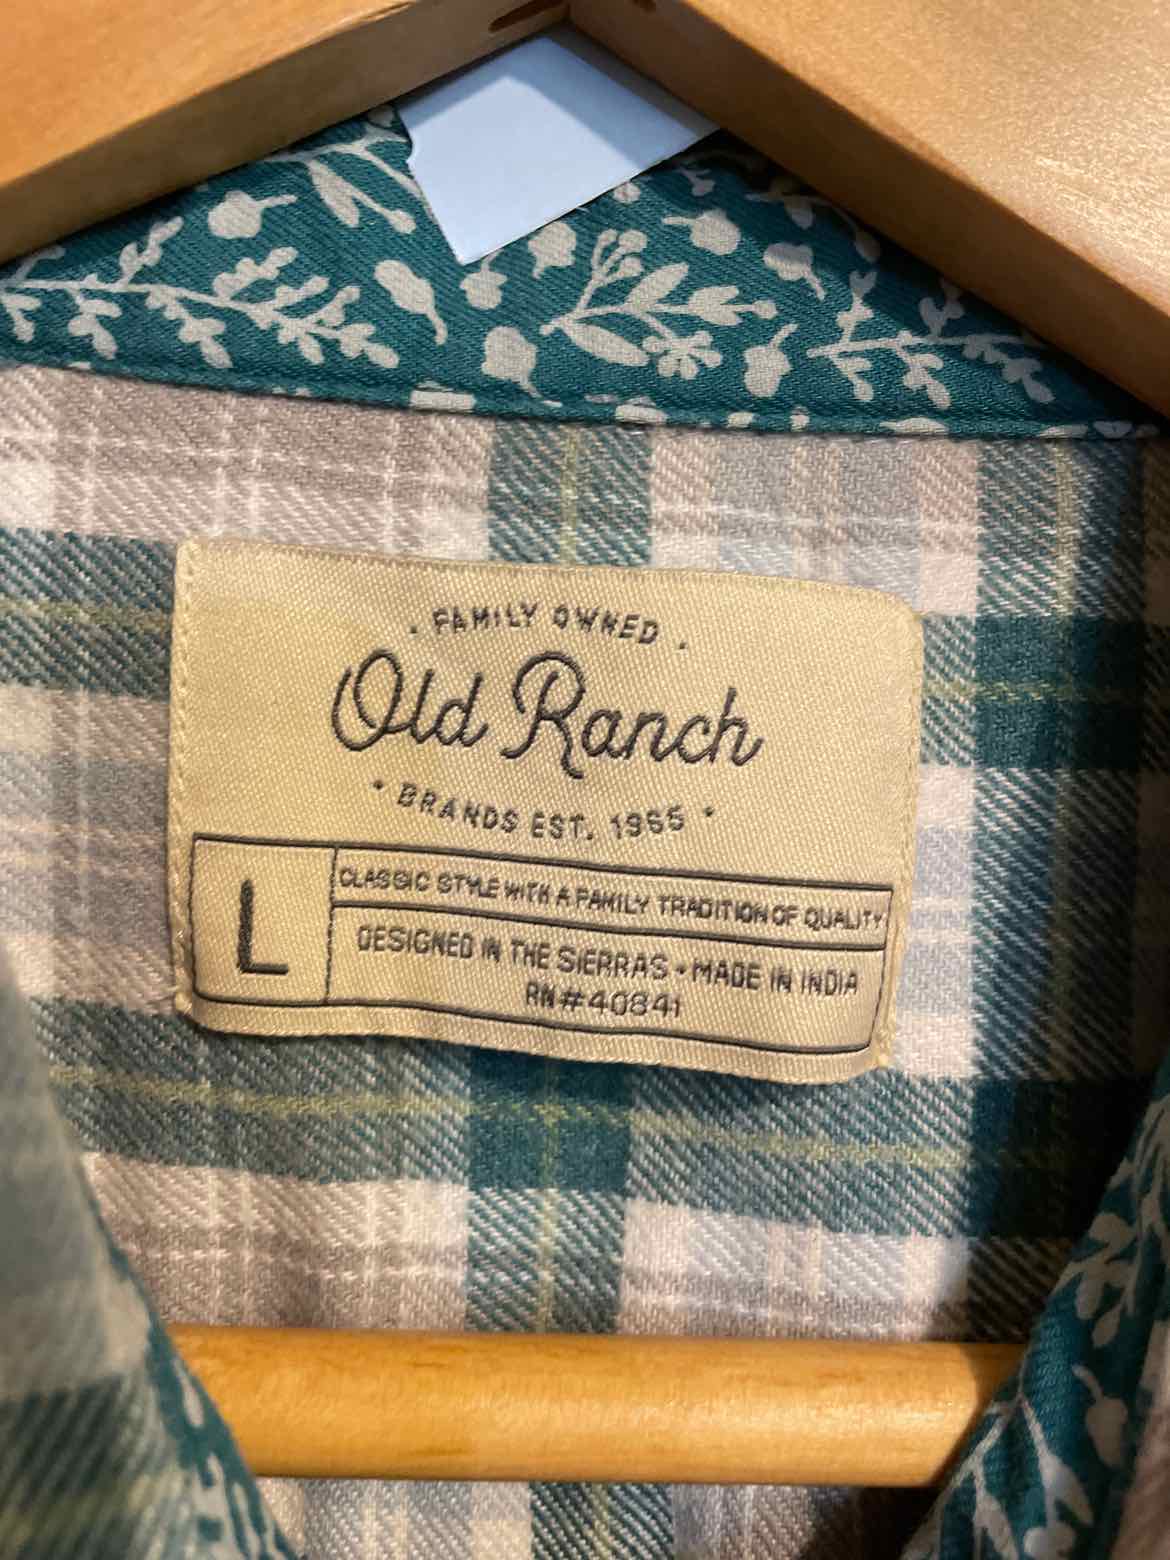 · FAMILY OWNED ·
Old Ranch
· BRANDS EST. 1965 ·
L
CLASSIC STYLE WITH A FAMILY TRADITION OF QUALITY
DESIGNED IN THE SIERRAS · MADE IN INDIA
RN#40841